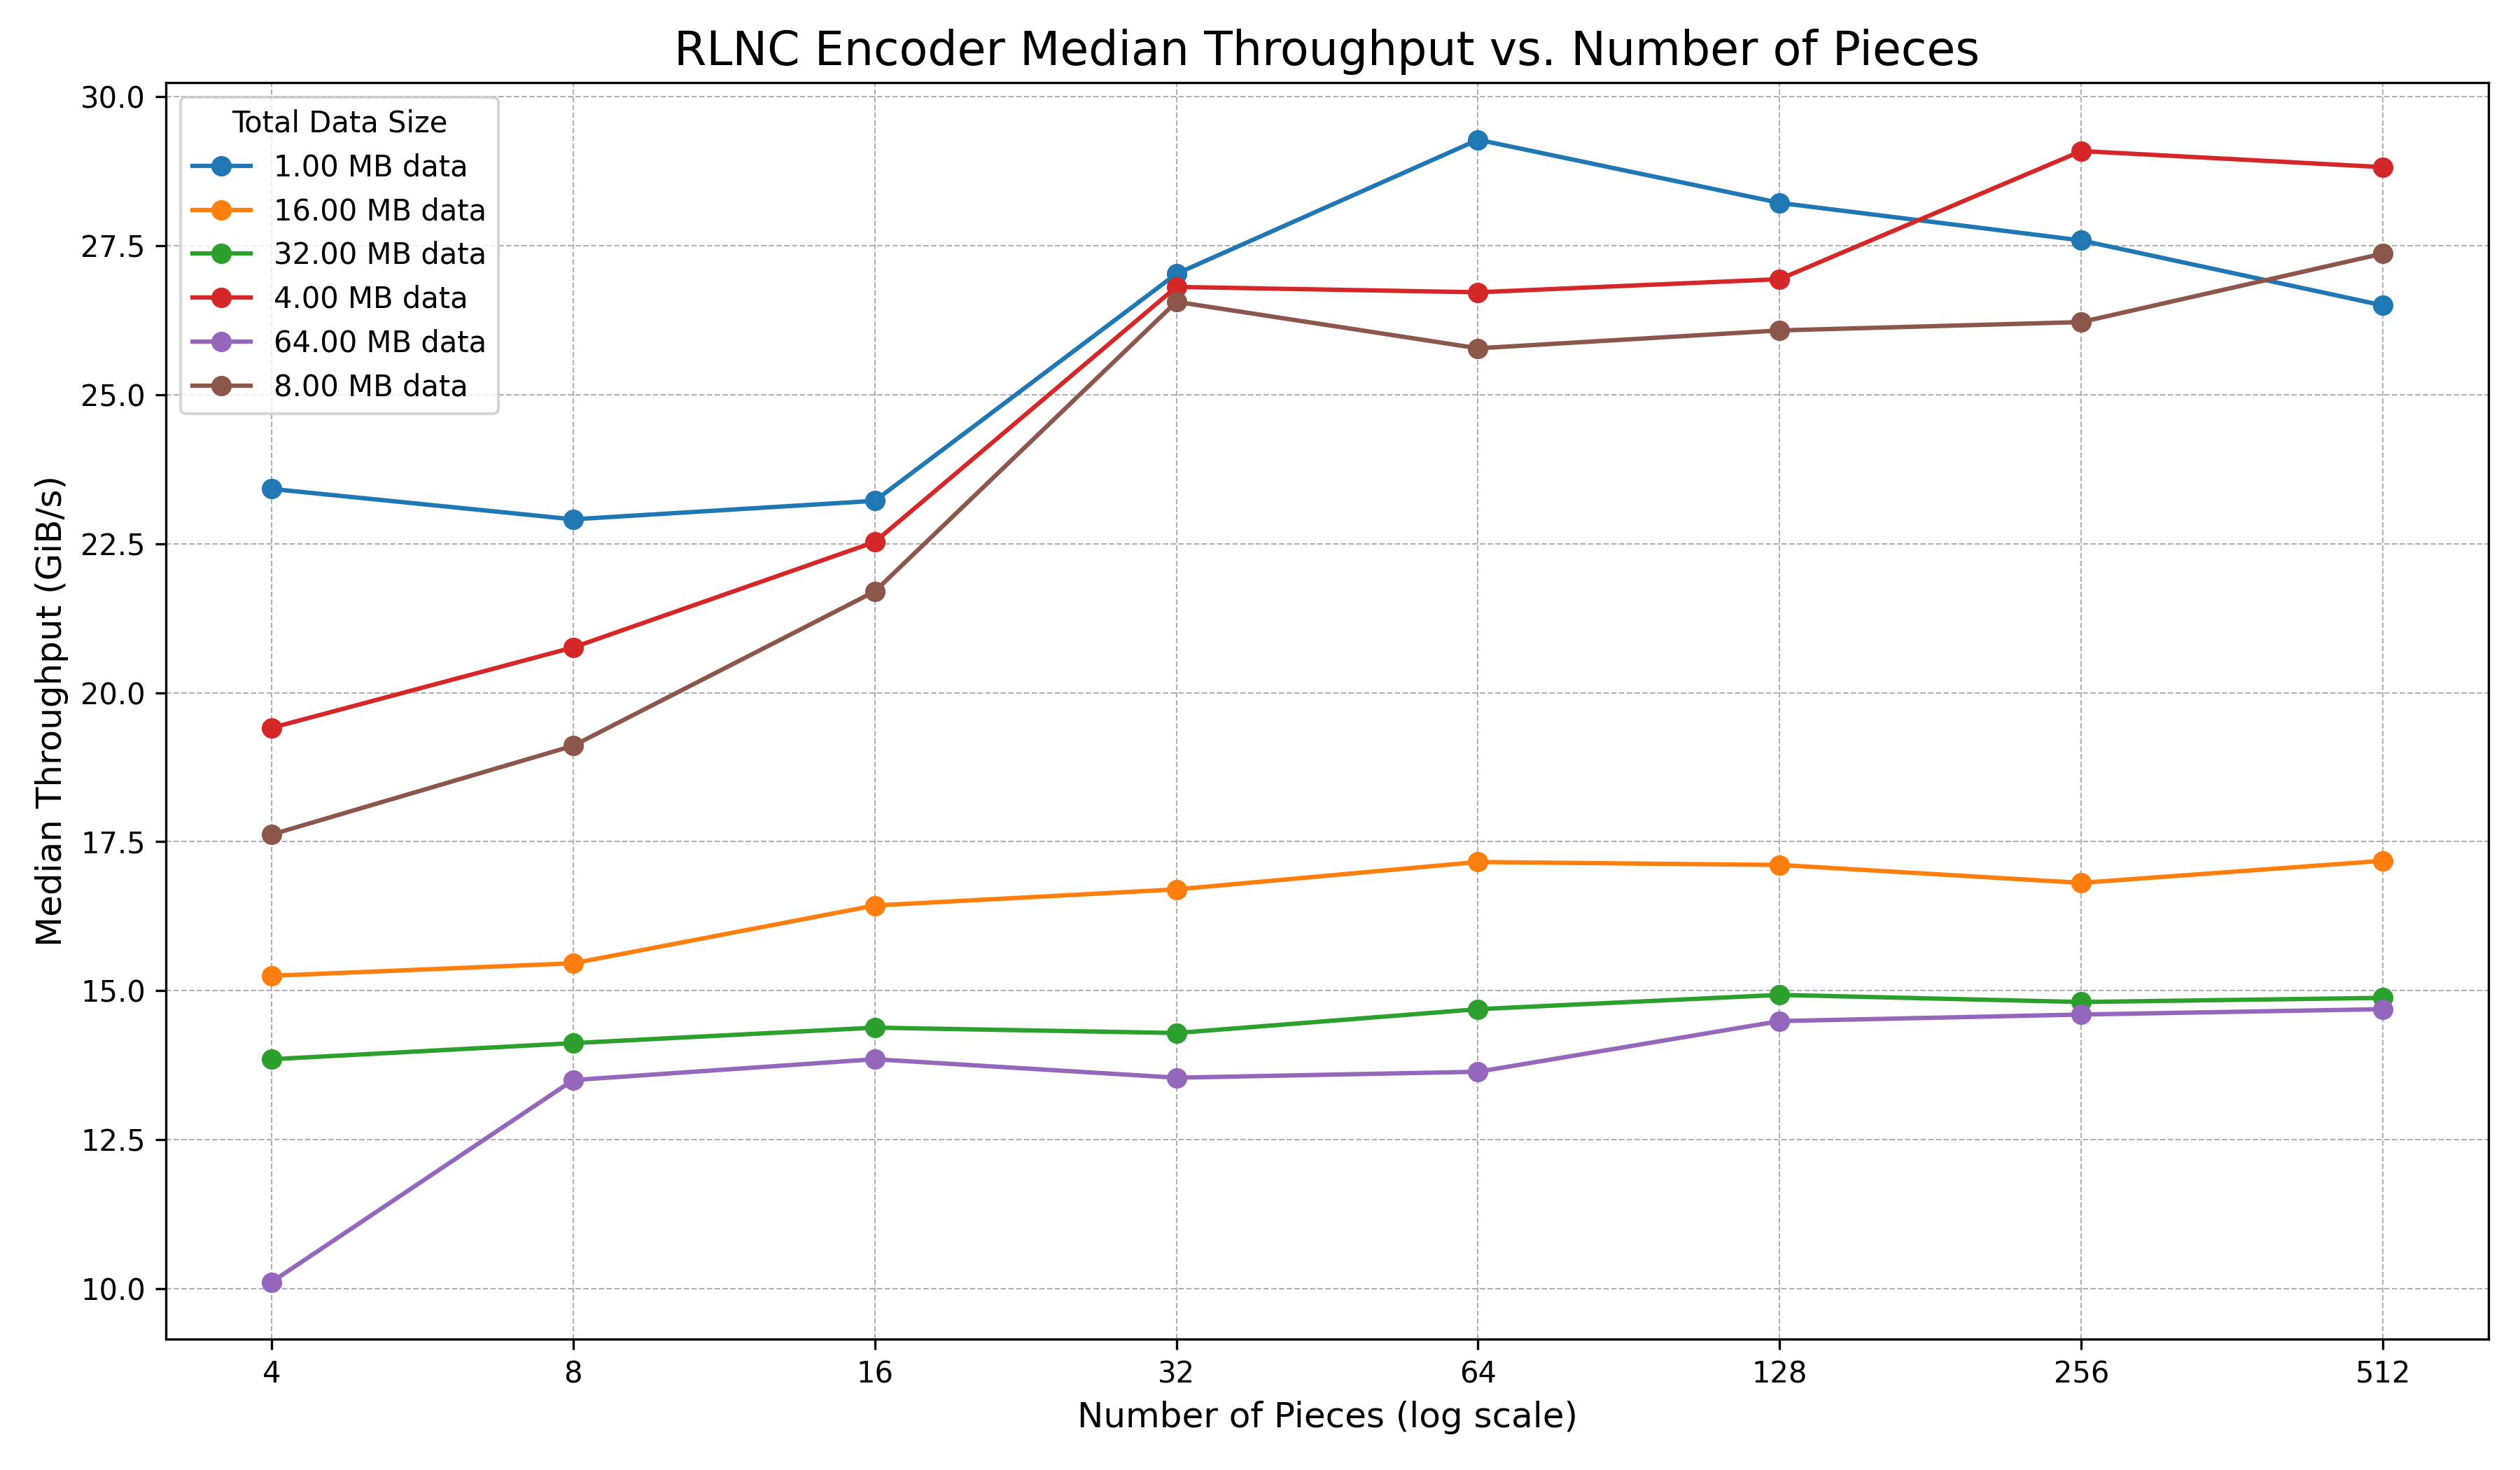 RLNC Encoder Median Throughput vs. Number of Pieces
Total Data Size
1.00 MB data
16.00 MB data
32.00 MB data
4.00 MB data
64.00 MB data
8.00 MB data
Median Throughput (GiB/s)
30.0
27.5
25.0
22.5
20.0
17.5
15.0
12.5
10.0
4 8 16 32 64 128 256 512
Number of Pieces (log scale)